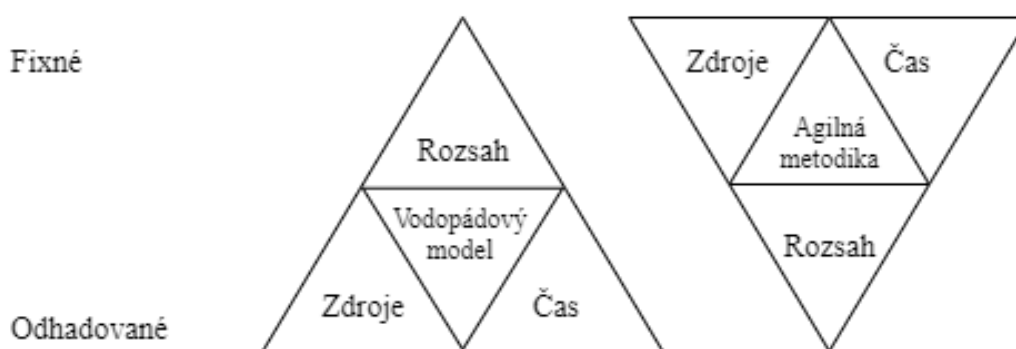 Fixné
Zdroje
Čas
Rozsah
Agilná
metodika
Vodopádový
model
Rozsah
Zdroje
Čas
Odhadované